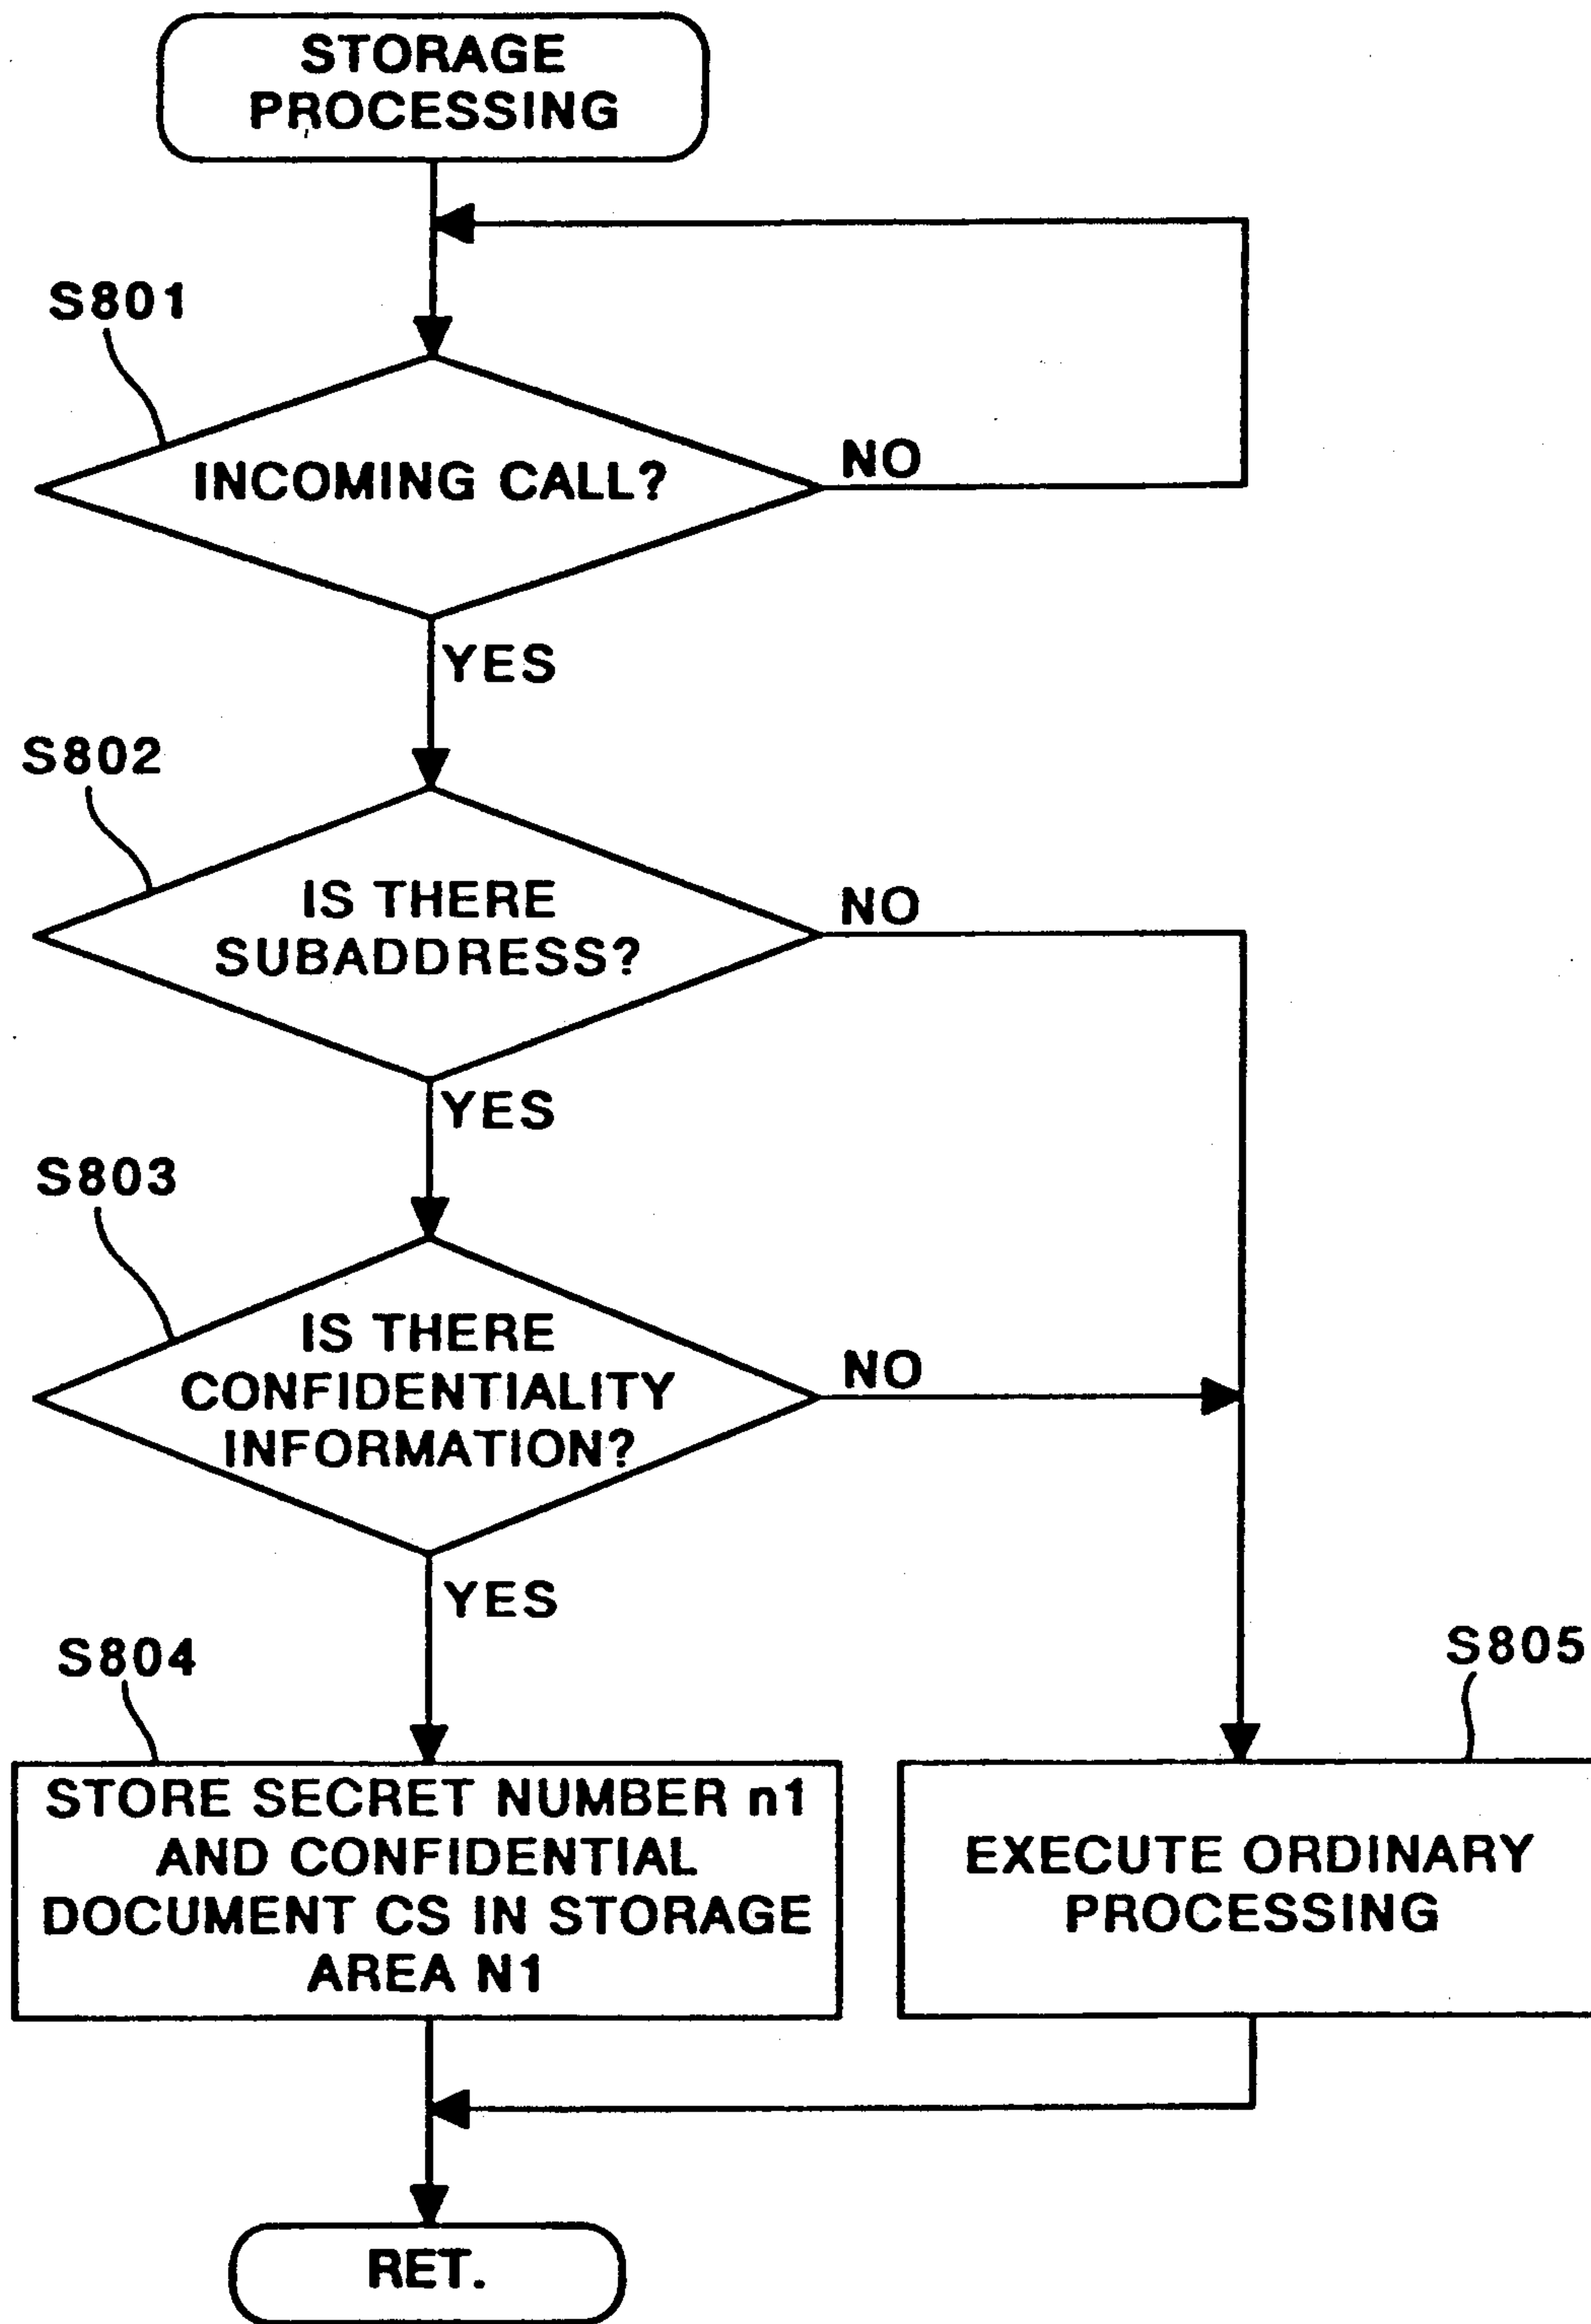 STORAGE
PROCESSING
S801
INCOMING CALL?
NO
YES
S802
IS THERE
SUBADDRESS?
NO
YES
S803
IS THERE
CONFIDENTIALITY
INFORMATION?
NO
YES
S804
STORE SECRET NUMBER n1
AND CONFIDENTIAL
DOCUMENT CS IN STORAGE
AREA N1
S805
EXECUTE ORDINARY
PROCESSING
RET.